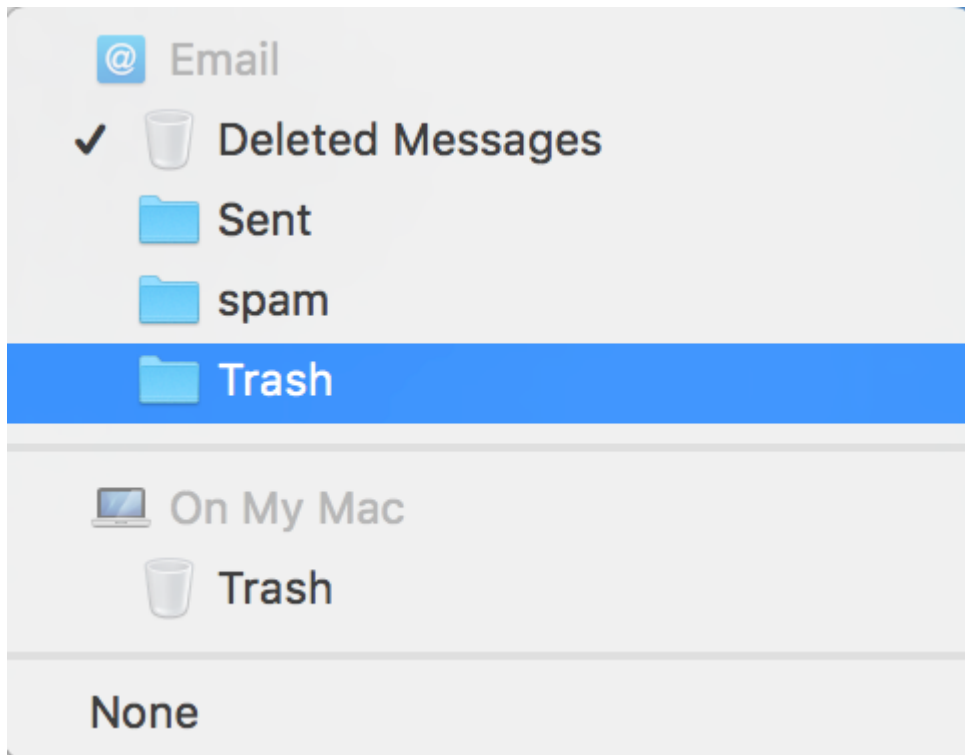 @ Email
✓ Deleted Messages
Sent
spam
Trash
On My Mac
Trash
None